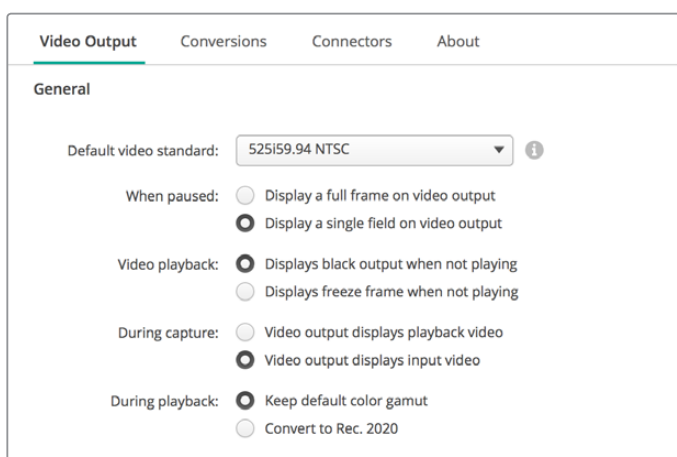 Video Output Conversions Connectors About
General
Default video standard: 525i59.94 NTSC
When paused: Display a full frame on video output
Display a single field on video output
Video playback: Displays black output when not playing
Displays freeze frame when not playing
During capture: Video output displays playback video
Video output displays input video
During playback: Keep default color gamut
Convert to Rec. 2020